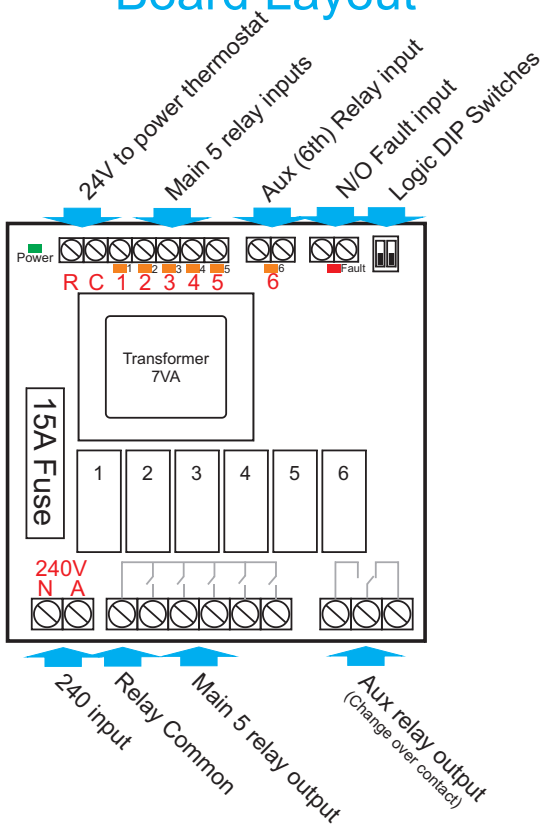 Board Layout
24V to power thermostat
Main 5 relay inputs
Aux (6th) Relay input
N/O Fault input
Logic DIP Switches
Power
1 2 3 4 5
6
Fault
R C 1 2 3 4 5
6
Transformer
7VA
15A Fuse
1 2 3 4 5 6
240V
N A
240 input
Relay Common
Main 5 relay output
Aux relay output
(Change over contact)